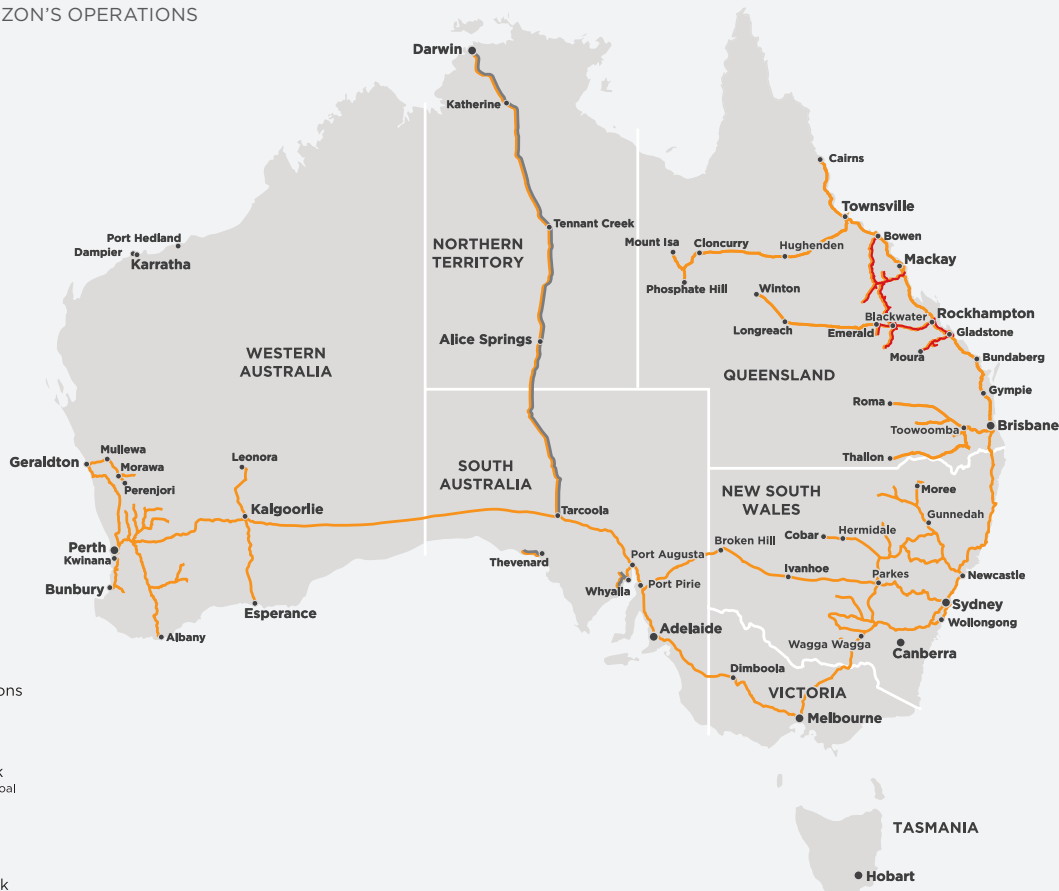 ZON'S OPERATIONS
Darwin
Katherine
Cairns
Townsville
Tennant Creek
Bowen
Port Hedland
Dampier
Karratha
NORTHERN
TERRITORY
Mount Isa
Cloncurry
Hughenden
Mackay
Phosphate Hill
Winton
Blackwater
Rockhampton
Longreach
Emerald
Gladstone
Alice Springs
WESTERN
AUSTRALIA
Moura
Bundaberg
QUEENSLAND
Gympie
Roma
Brisbane
Toowoomba
Mullewa
Leonora
Thallon
Geraldton
Morawa
Perenjori
SOUTH
AUSTRALIA
NEW SOUTH
WALES
Moree
Kalgoorlie
Tarcoola
Gunnedah
Cobar
Hermidale
Broken Hill
Perth
Kwinana
Port Augusta
Thevenard
Ivanhoe
Parkes
Newcastle
Bunbury
Whyalla
Port Pirie
Sydney
Esperance
Wollongong
Albany
Adelaide
Wagga Wagga
Canberra
Dimboola
ons
VICTORIA
Melbourne
k
oal
TASMANIA
Hobart
k